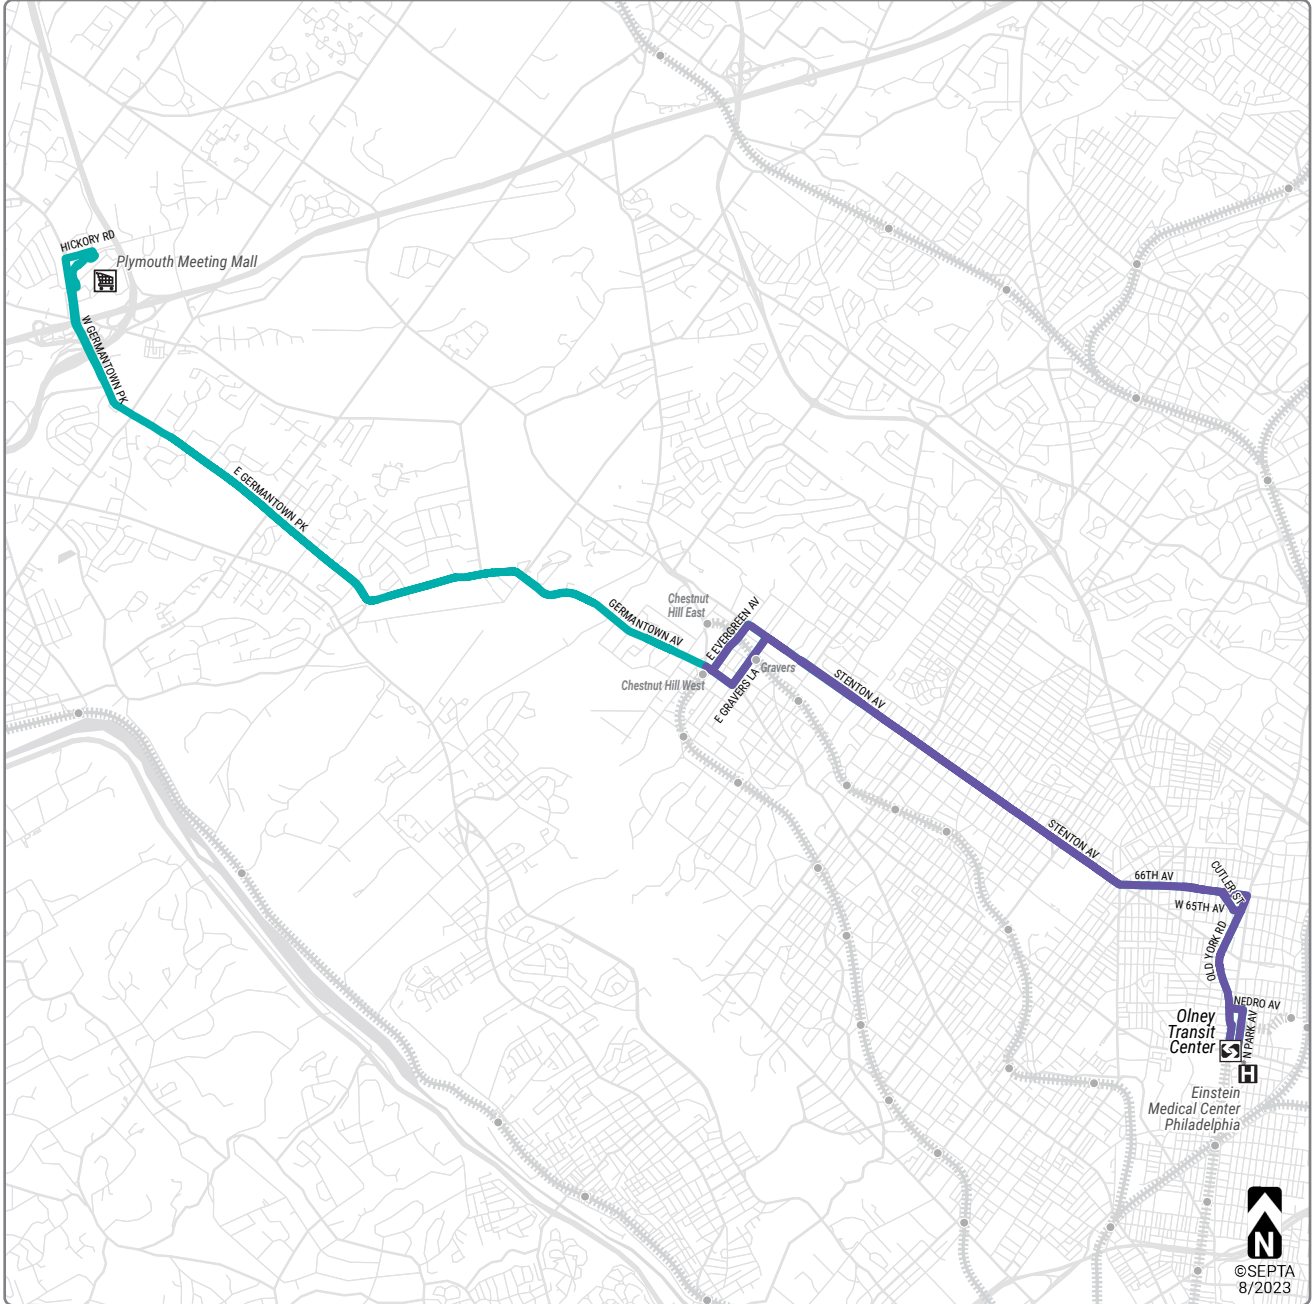 HICKORY RD
Plymouth Meeting Mall
W GERMANTOWN PK
E GERMANTOWN PK
GERMANTOWN AV
Chestnut
Hill East
E EVERGREEN AV
Gravers
Chestnut Hill West
E GRAVERS LA
STENTON AV
STENTON AV
66TH AV
CUTLER ST
W 65TH AV
OLD YORK RD
NEDRO AV
N PARK AV
Olney
Transit
Center
H
Einstein
Medical Center
Philadelphia
N
©SEPTA
8/2023